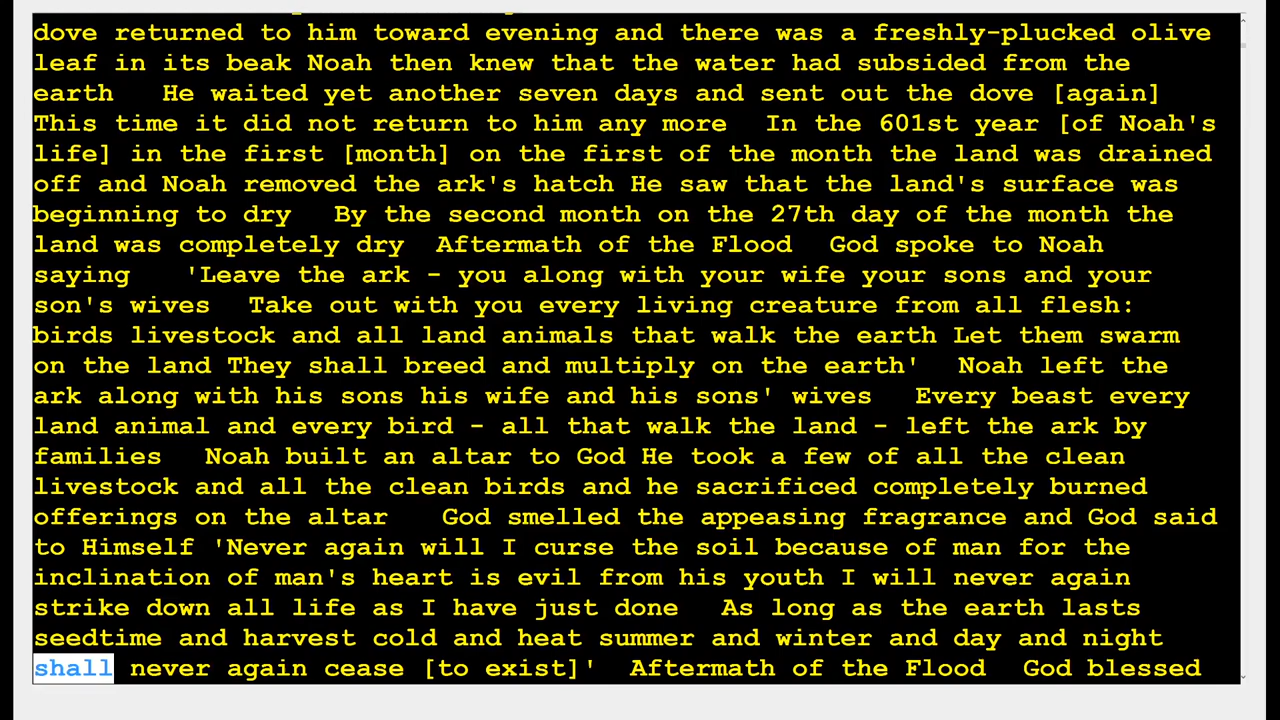 dove returned to him toward evening and there was a freshly-plucked olive
leaf in its beak Noah then knew that the water had subsided from the
earth   He waited yet another seven days and sent out the dove [again]
This time it did not return to him any more   In the 601st year [of Noah's
life] in the first [month] on the first of the month the land was drained
off and Noah removed the ark's hatch He saw that the land's surface was
beginning to dry   By the second month on the 27th day of the month the
land was completely dry  Aftermath of the Flood   God spoke to Noah
saying    'Leave the ark - you along with your wife your sons and your
son's wives   Take out with you every living creature from all flesh:
birds livestock and all land animals that walk the earth Let them swarm
on the land They shall breed and multiply on the earth'   Noah left the
ark along with his sons his wife and his sons' wives   Every beast every
land animal and every bird - all that walk the land - left the ark by
families   Noah built an altar to God He took a few of all the clean
livestock and all the clean birds and he sacrificed completely burned
offerings on the altar    God smelled the appeasing fragrance and God said
to Himself 'Never again will I curse the soil because of man for the
inclination of man's heart is evil from his youth I will never again
strike down all life as I have just done   As long as the earth lasts
seedtime and harvest cold and heat summer and winter and day and night
shall never again cease [to exist]'   Aftermath of the Flood   God blessed